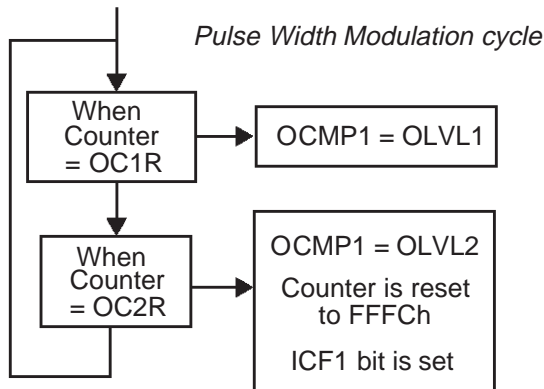 Pulse Width Modulation cycle
When
Counter
= OC1R
OCMP1 = OLVL1
When
Counter
= OC2R
OCMP1 = OLVL2
Counter is reset
to FFFCh
ICF1 bit is set